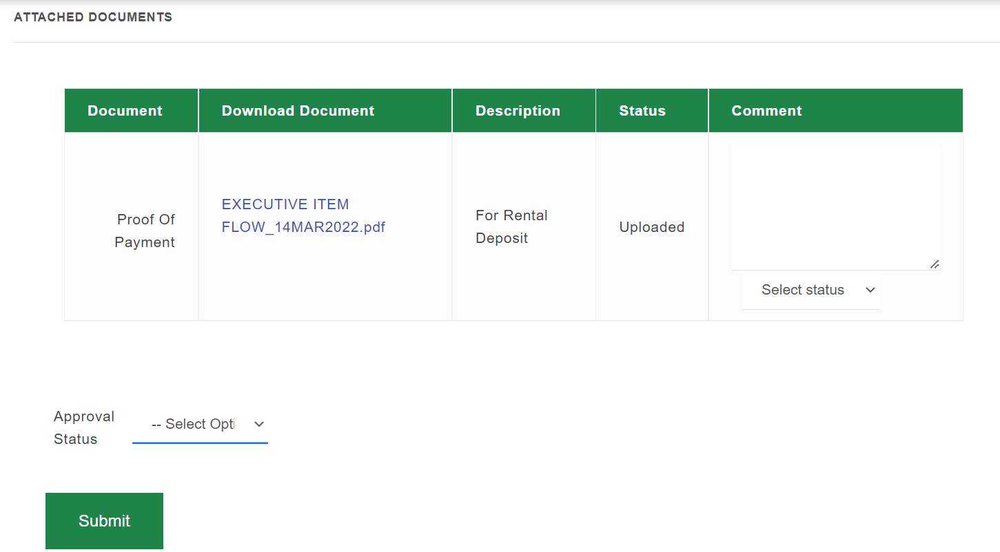 ATTACHED DOCUMENTS
Document
Download Document
Description
Status
Comment
Proof Of
Payment
EXECUTIVE ITEM
FLOW_14MAR2022.pdf
For Rental
Deposit
Uploaded
Select status
Approval
Status
-- Select Opti
Submit